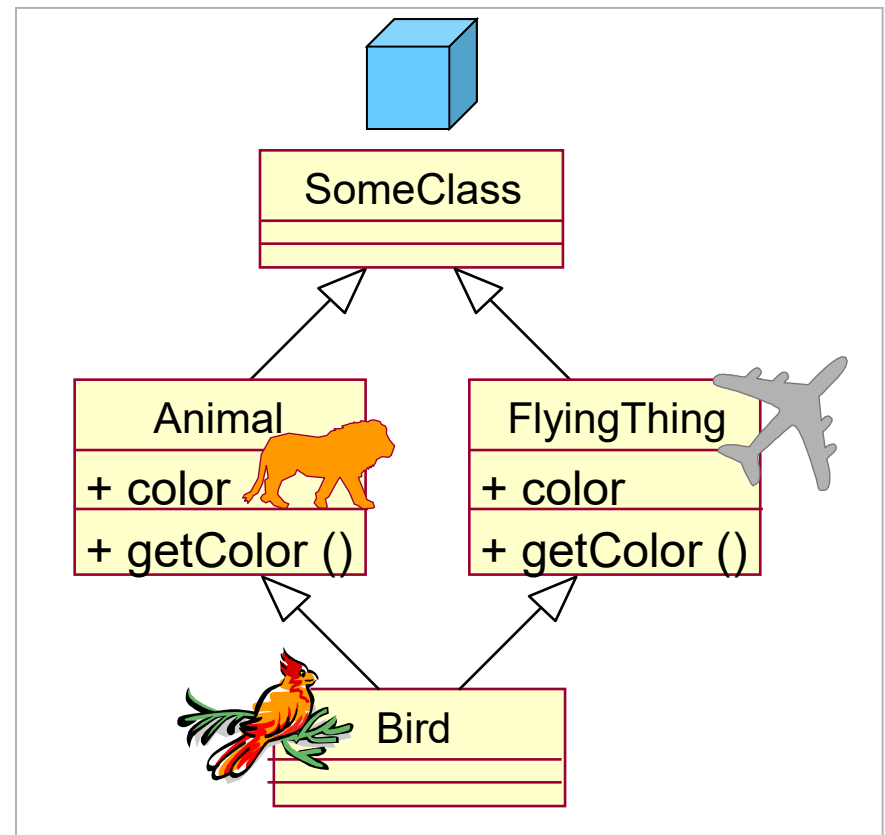 SomeClass
Animal
+ color
+ getColor ()
FlyingThing
+ color
+ getColor ()
Bird